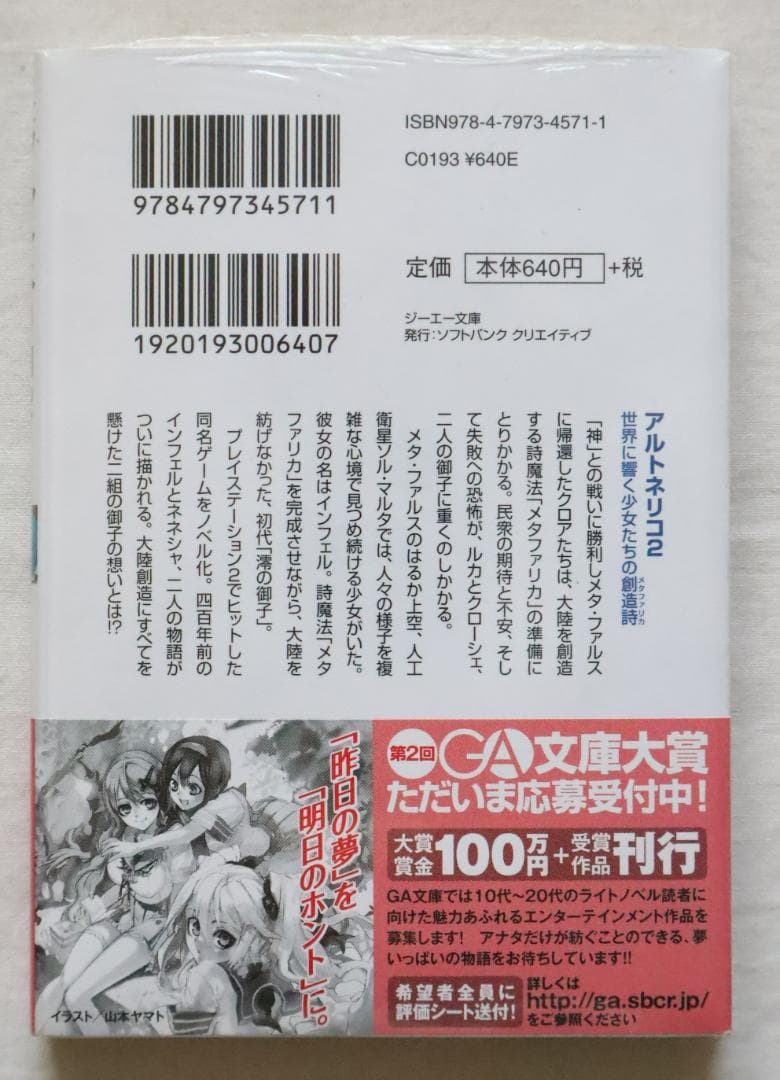 ISBN978-4-7973-4571-1
C0193 ¥640E
9784797345711
定価 本体640円 +税
1920193006407
ジーエー文庫
発行:ソフトバンク クリエイティブ
アルトネリコ2
世界に響く少女たちの創造詩
メタファリカ
「神」との戦いに勝利しメタ・ファルス
に帰還したクロアたちは、大陸を創造
する詩魔法「メタファリカ」の準備に
とりかかる。民衆の期待と不安、そし
て失敗への恐怖が、ルカとクローシェ、
二人の御子に重くのしかかる。
メタ・ファルスのはるか上空、人工
衛星ソル・マルタでは、人々の様子を複
雑な心境で見つめ続ける少女がいた。
彼女の名はインフェル。詩魔法「メタ
ファリカ」を完成させながら、大陸を
紡げなかった、初代「澪の御子」。
プレイステーション2でヒットした
同名ゲームをノベル化。四百年前の
インフェルとネネシャ、二人の物語が
ついに描かれる。大陸創造にすべてを
懸けた二組の御子の想いとは!?
「昨日の夢」を
「明日のホント」に。
イラスト/山本ヤマト
第2回 GA文庫大賞
ただいま応募受付中!
大賞賞金100万円+受賞作品刊行
GA文庫では10代〜20代のライトノベル読者に
向けた魅力あふれるエンターテインメント作品を
募集します! アナタだけが紡ぐことのできる、夢
いっぱいの物語をお待ちしています!!
希望者全員に
評価シート送付!
詳しくは
http://ga.sbcr.jp/
をご参照ください